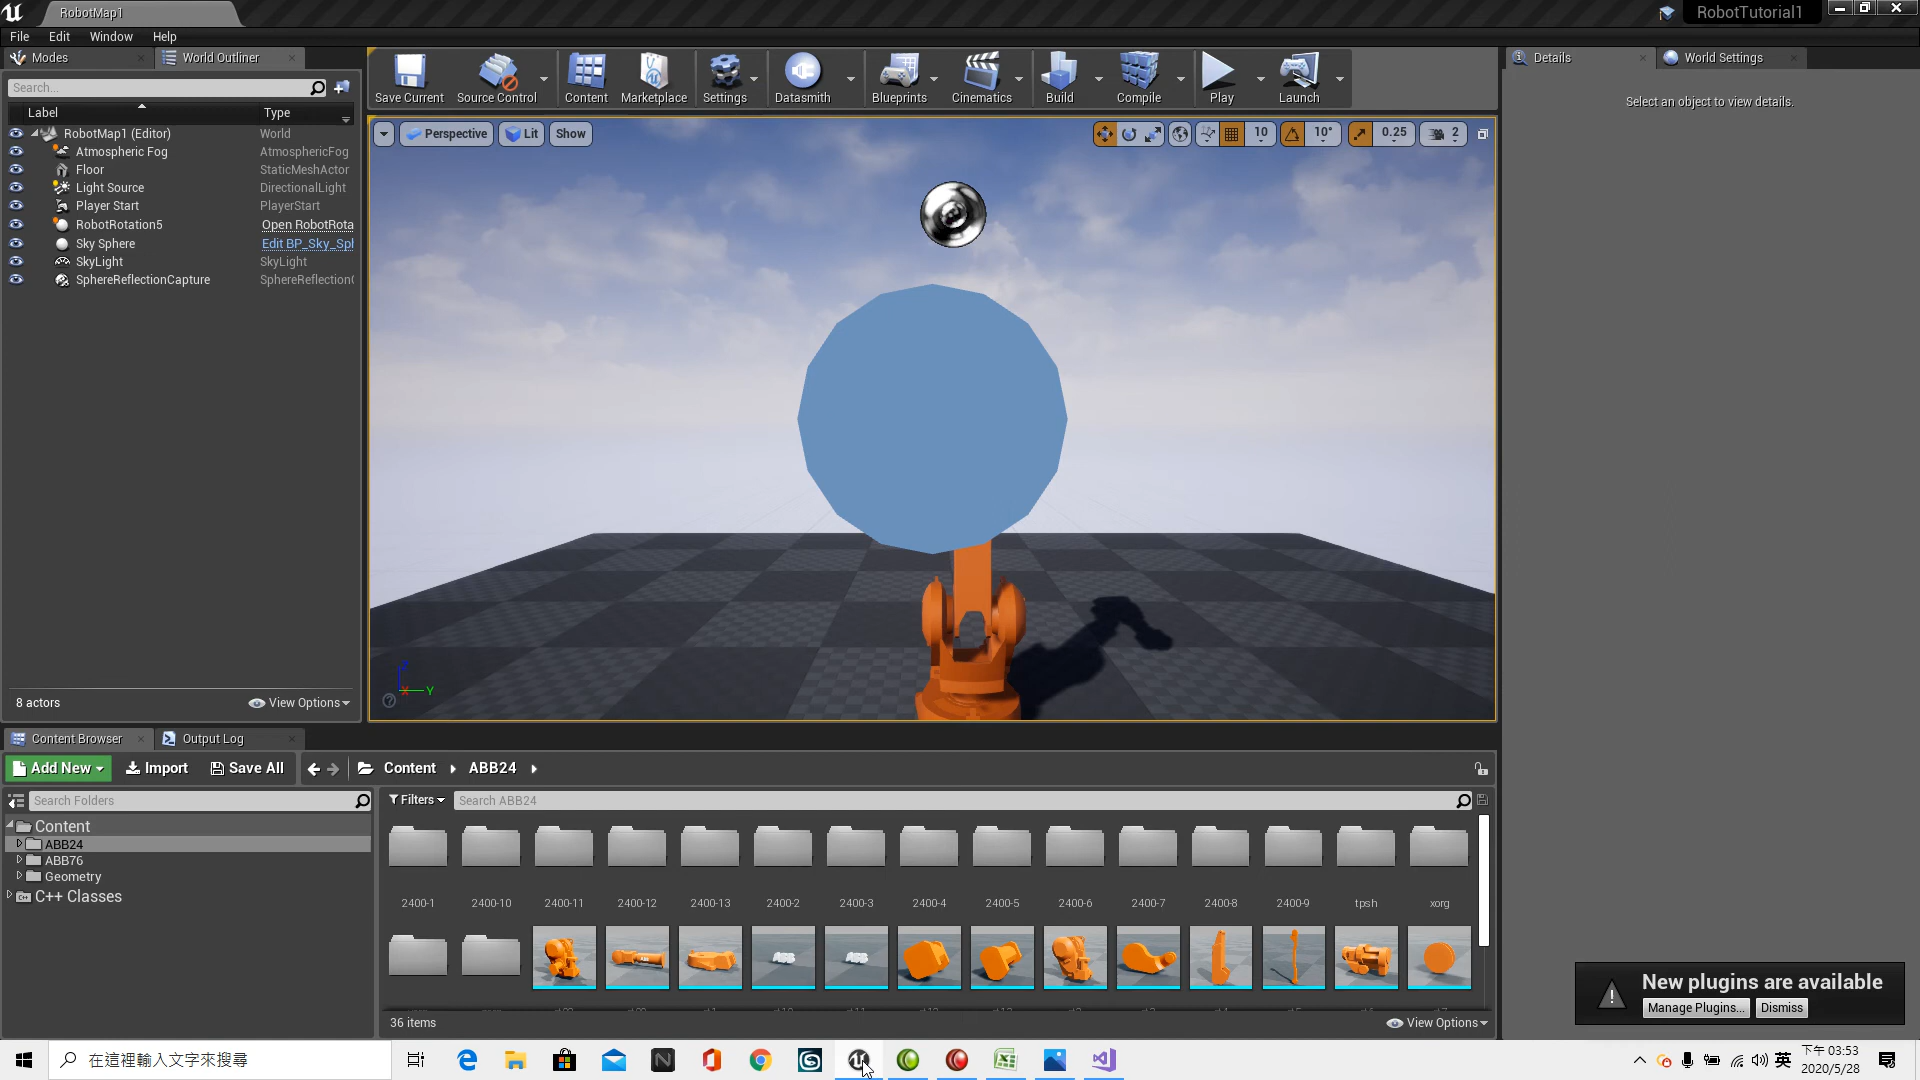 RobotMap1
RobotTutorial1
File Edit Window Help
Modes World Outliner
Search...
Label Type
RobotMap1 (Editor) World
Atmospheric Fog AtmosphericFog
Floor StaticMeshActor
Light Source DirectionalLight
Player Start PlayerStart
RobotRotation5 Open RobotRota
Sky Sphere Edit BP_Sky_Sph
SkyLight SkyLight
SphereReflectionCapture SphereReflectionC
8 actors View Options
Save Current Source Control Content Marketplace Settings Datasmith Blueprints Cinematics Build Compile Play Launch
Perspective Lit Show 10 10° 0.25 2
Z
X Y
Details World Settings
Select an object to view details.
Content Browser Output Log
Add New Import Save All Content ABB24
Search Folders
Content
ABB24
ABB76
Geometry
C++ Classes
Filters Search ABB24
2400-1 2400-10 2400-11 2400-12 2400-13 2400-2 2400-3 2400-4 2400-5 2400-6 2400-7 2400-8 2400-9 tpsh xorg
36 items View Options
New plugins are available
Manage Plugins... Dismiss
在這裡輸入文字來搜尋
英 下午 03:53
2020/5/28